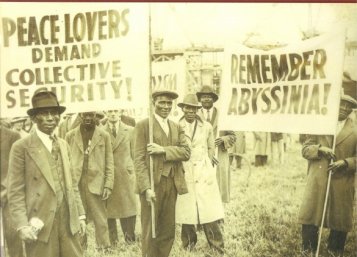 PEACE LOVERS
DEMAND
COLLECTIVE
SECURITY!
REMEMBER
ABYSSINIA!